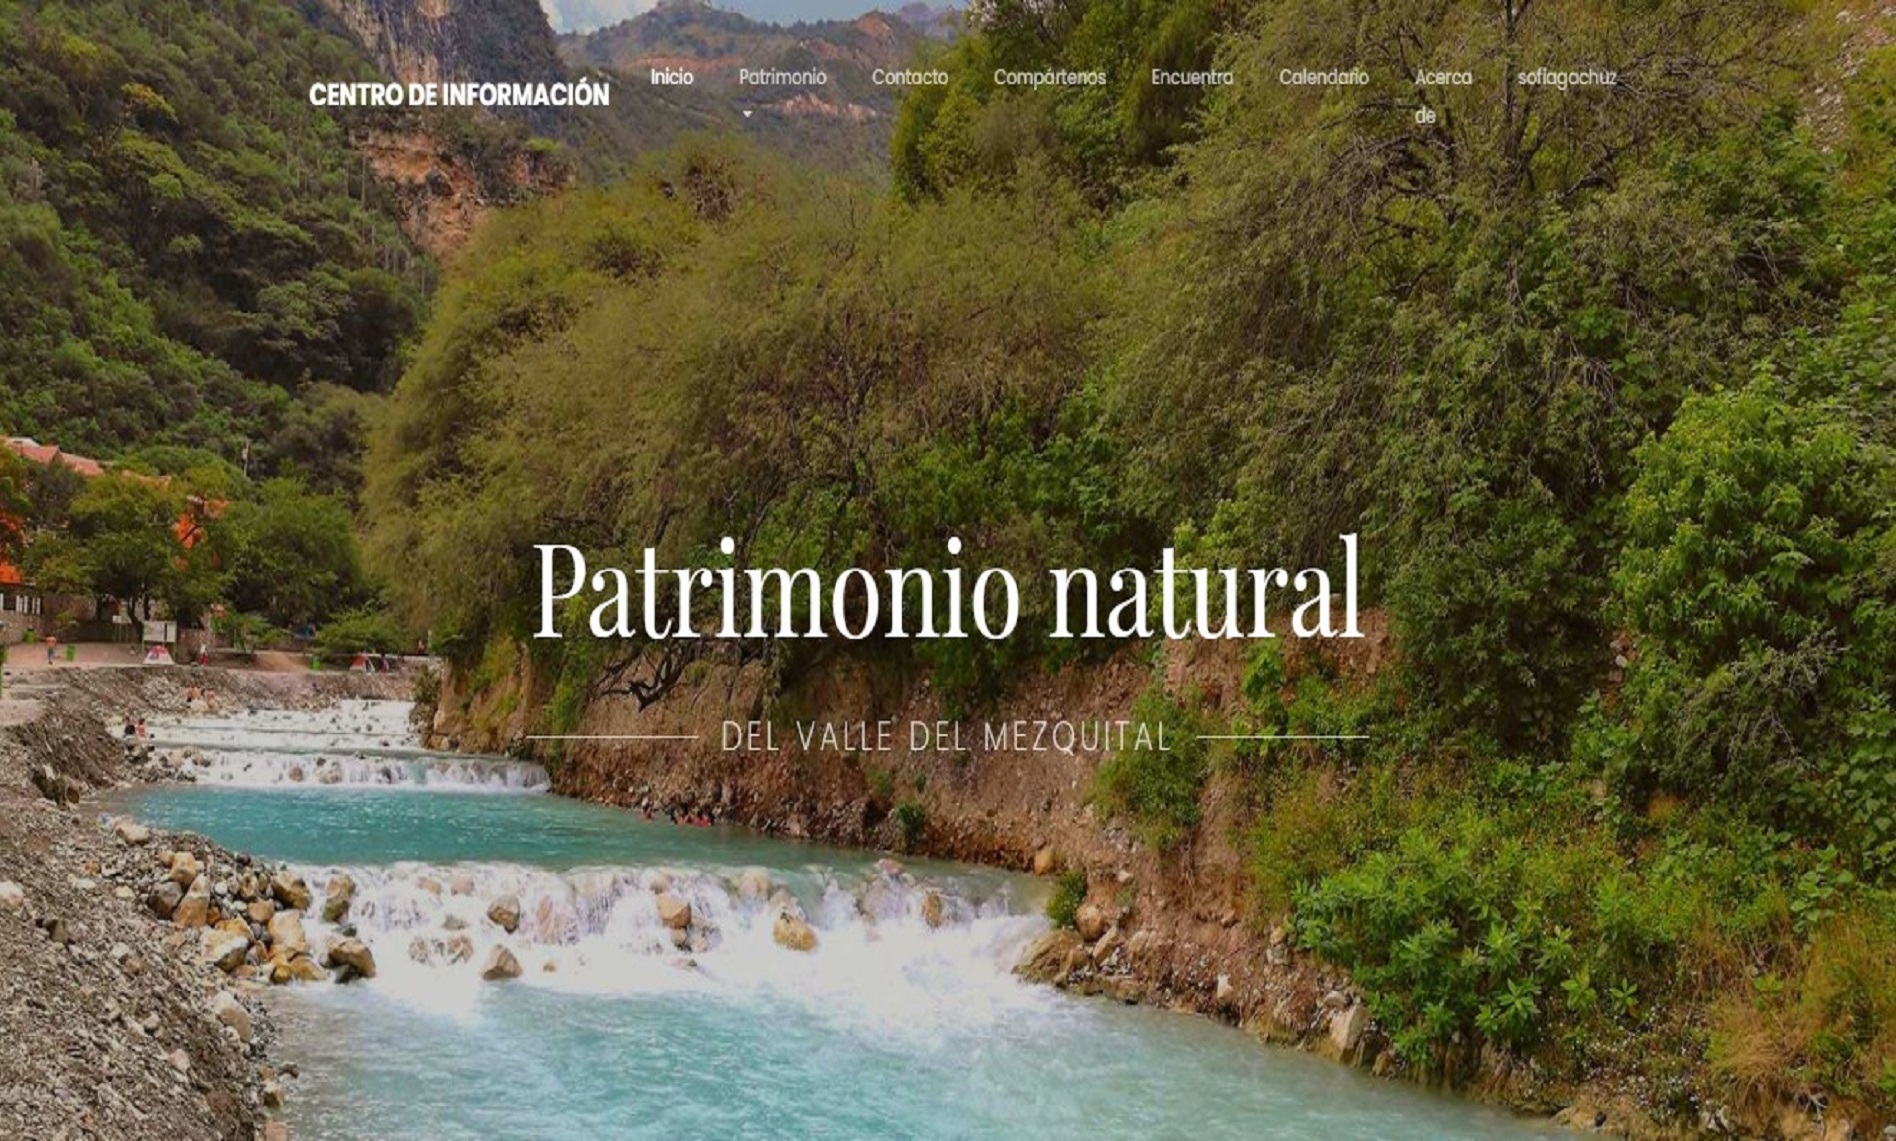 CENTRO DE INFORMACIÓN
Inicio
Patrimonio
Contacto
Compártenos
Encuentra
Calendario
Acerca de
sofiagachuz
Patrimonio natural
DEL VALLE DEL MEZQUITAL